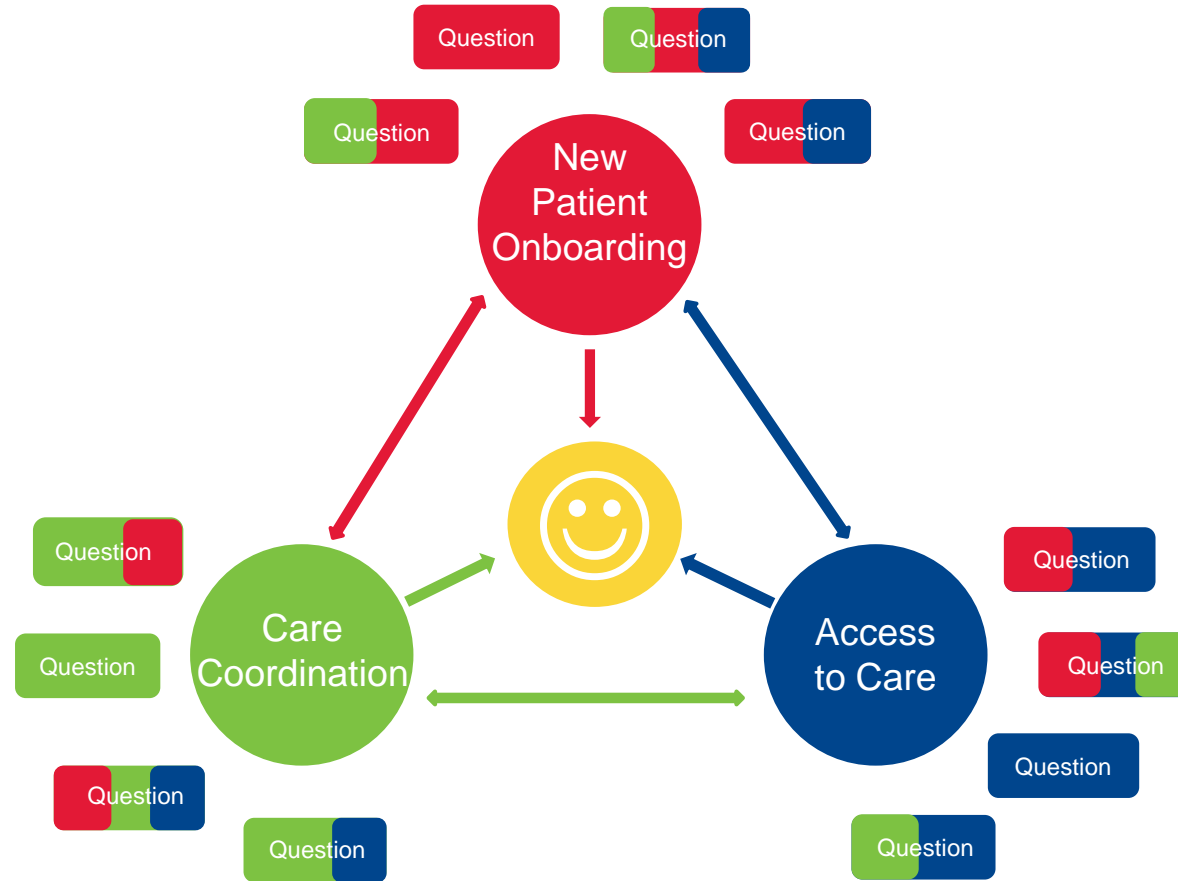 Question
Question
Question
Question
New
Patient
Onboarding
Question
Question
Care
Coordination
Access
to Care
Question
Question
Question
Question
Question
Question